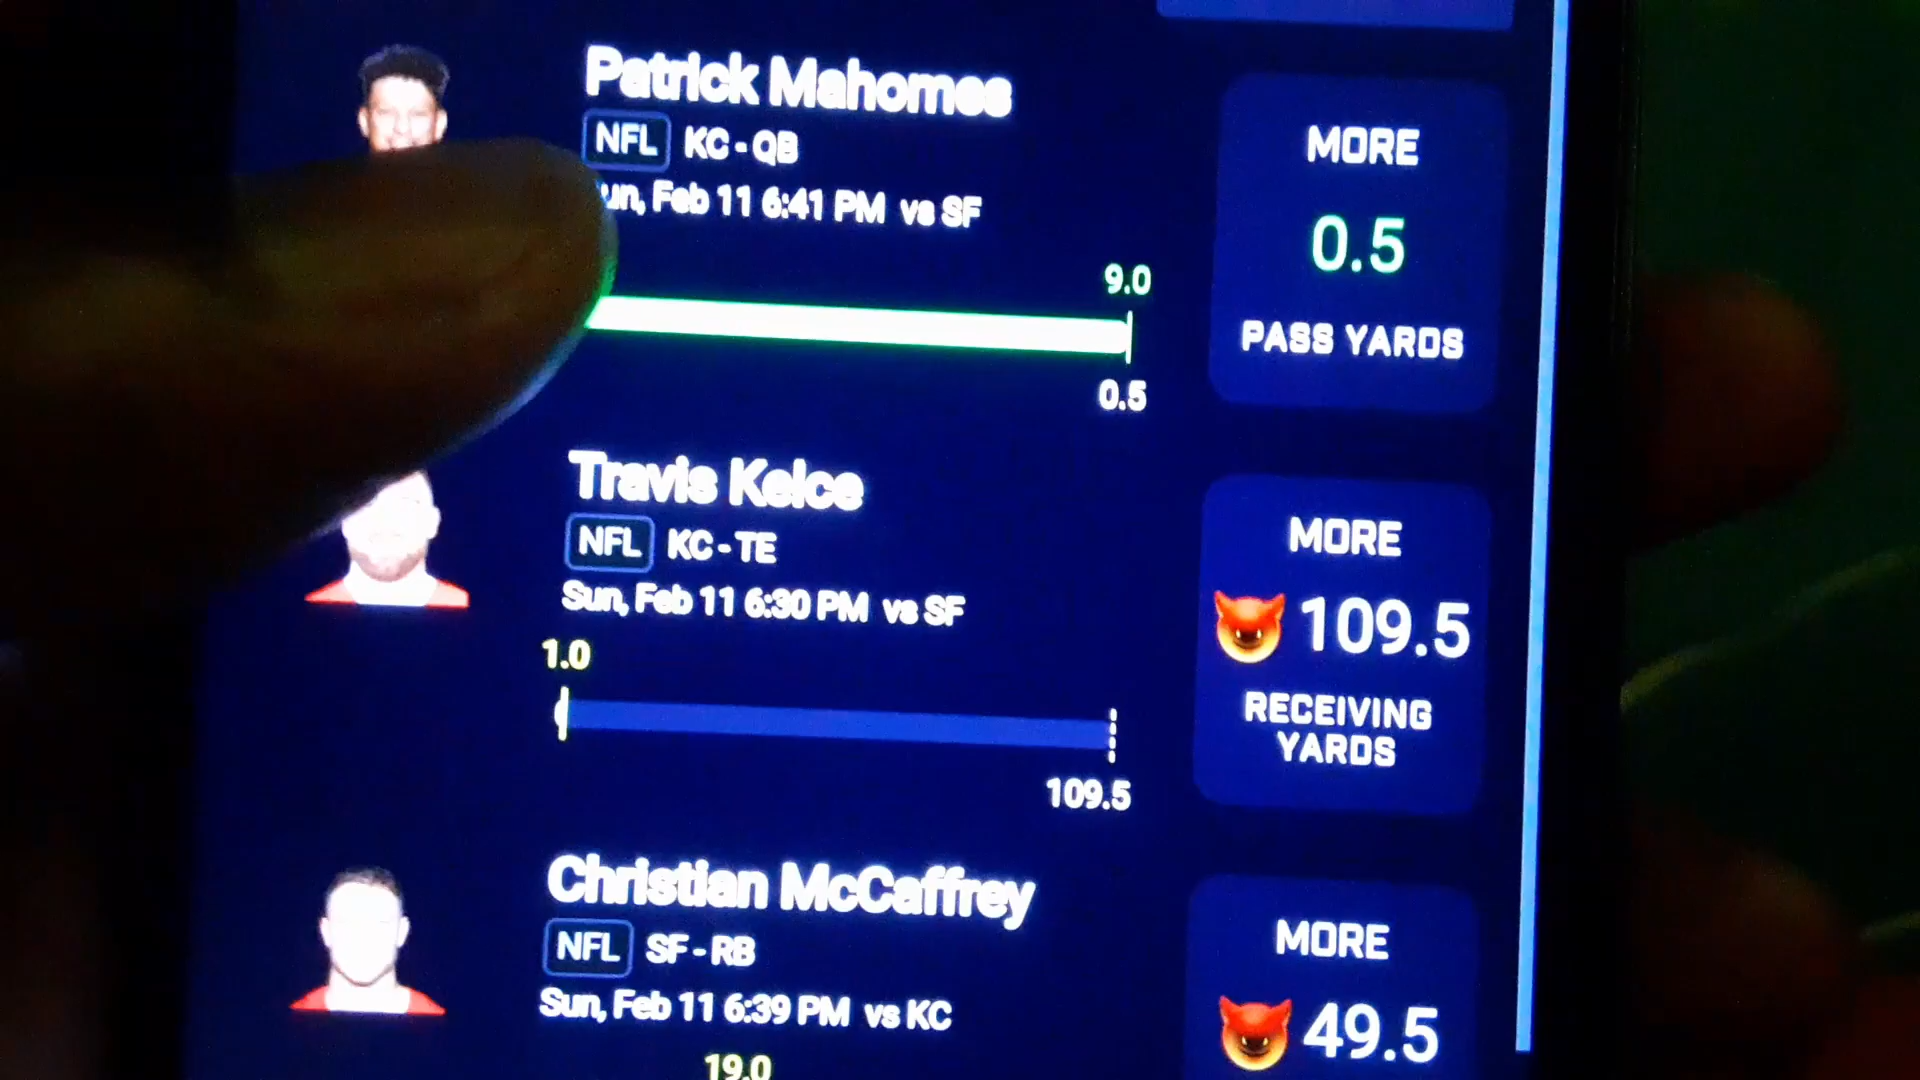 Patrick Mahomes
NFL KC - QB
un, Feb 11 6:41 PM vs SF
9.0
0.5
MORE
0.5
PASS YARDS
Travis Kelce
NFL KC - TE
Sun, Feb 11 6:30 PM vs SF
1.0
109.5
MORE
109.5
RECEIVING
YARDS
Christian McCaffrey
NFL SF - RB
Sun, Feb 11 6:39 PM vs KC
19.0
MORE
49.5